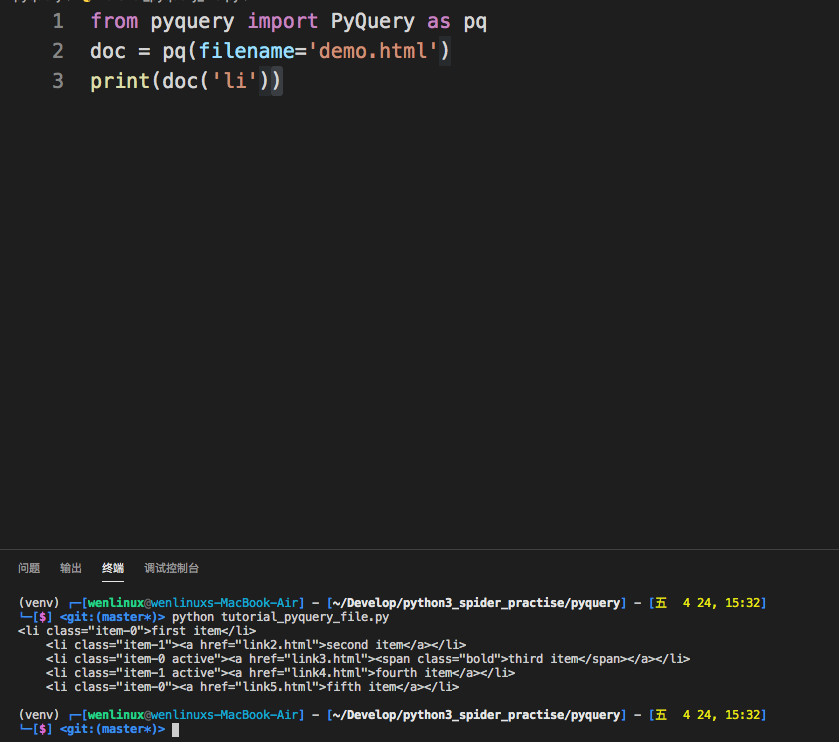 1 from pyquery import PyQuery as pq
2 doc = pq(filename='demo.html')
3 print(doc('li'))
问题 输出 终端 调试控制台
(venv) ┌─[wenlinux@wenlinuxs-MacBook-Air] - [~/Develop/python3_spider_practise/pyquery] - [五 4 24, 15:32]
└─[$] <git:(master*)> python tutorial_pyquery_file.py
<li class="item-0">first item</li>
<li class="item-1"><a href="link2.html">second item</a></li>
<li class="item-0 active"><a href="link3.html"><span class="bold">third item</span></a></li>
<li class="item-1 active"><a href="link4.html">fourth item</a></li>
<li class="item-0"><a href="link5.html">fifth item</a></li>
(venv) ┌─[wenlinux@wenlinuxs-MacBook-Air] - [~/Develop/python3_spider_practise/pyquery] - [五 4 24, 15:32]
└─[$] <git:(master*)>